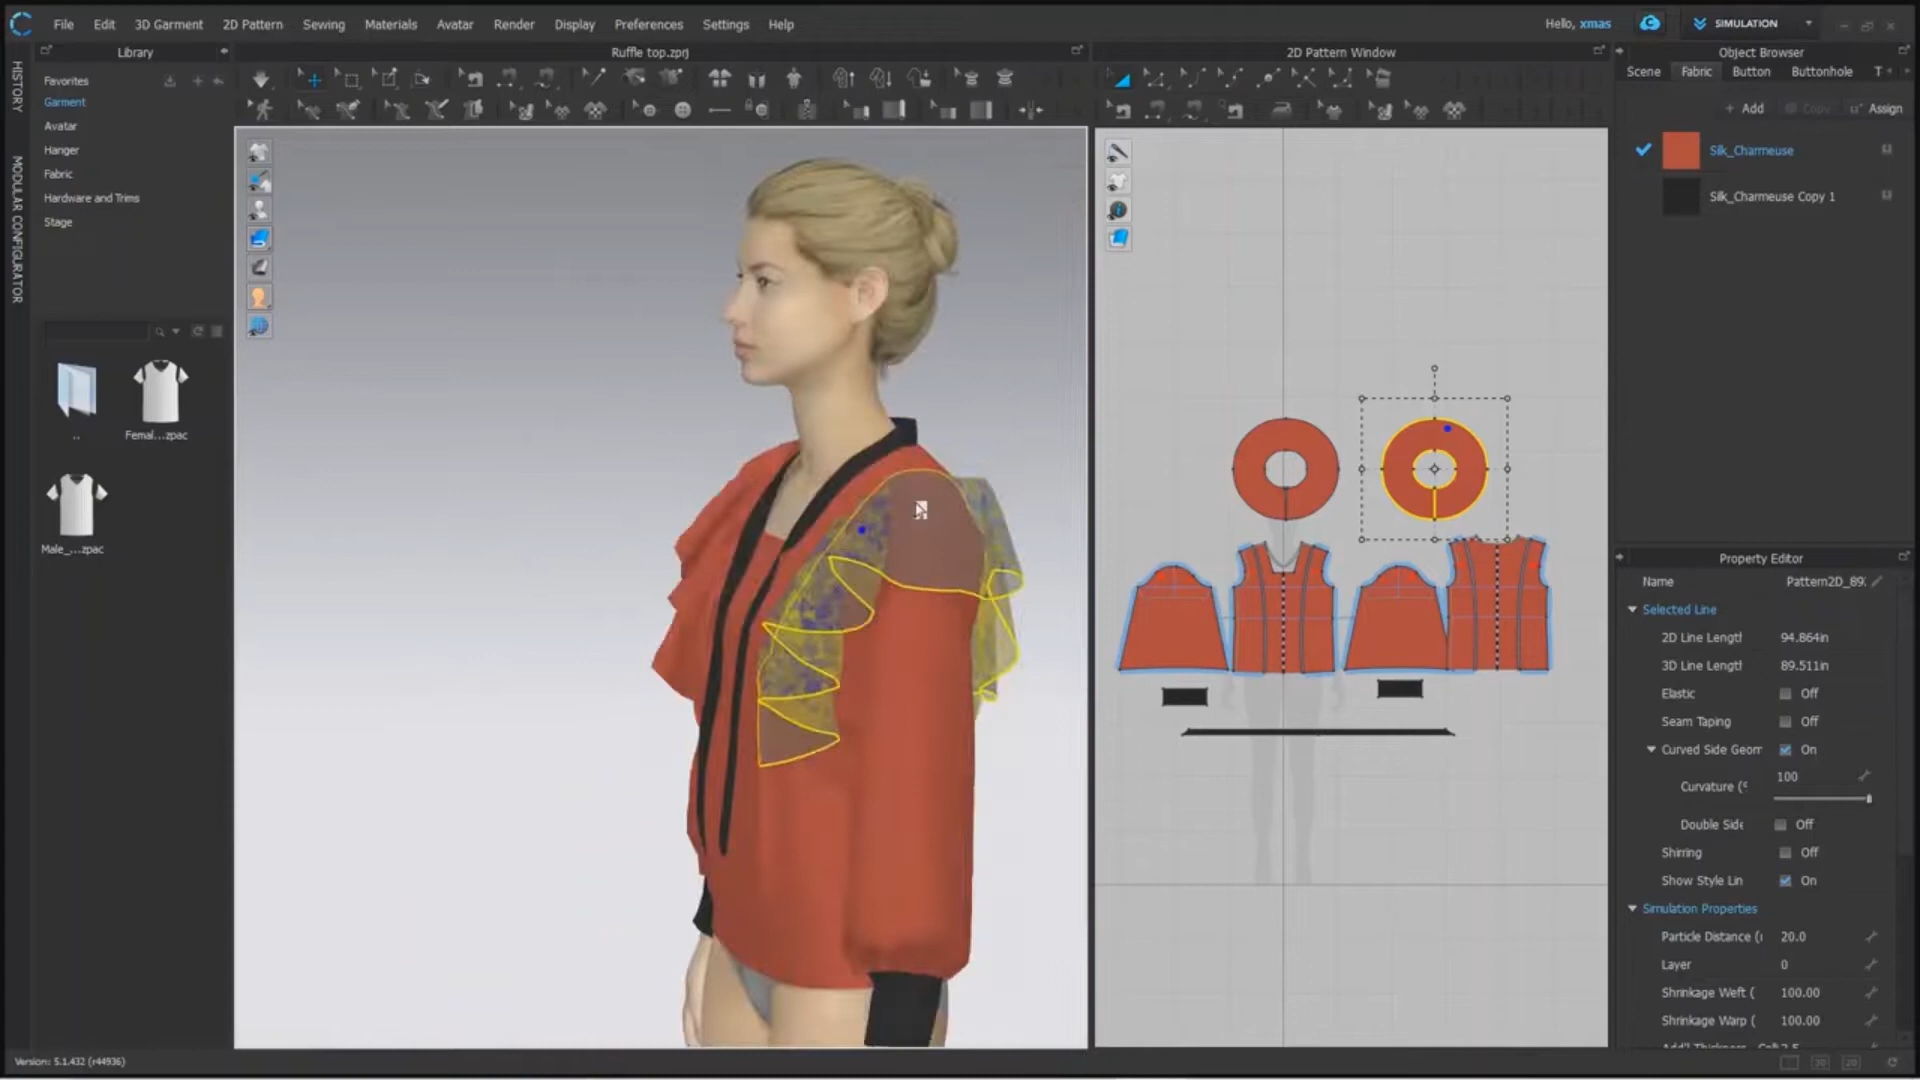 File Edit 3D Garment 2D Pattern Sewing Materials Avatar Render Display Preferences Settings Help
Hello, xmas SIMULATION
Library
Ruffle top.zprj
2D Pattern Window
Object Browser
Scene Fabric Button Buttonhole T
+ Add Copy Assign
HISTORY
MODULAR CONFIGURATOR
Favorites
Garment
Avatar
Hanger
Fabric
Hardware and Trims
Stage
Silk_Charmeuse
Silk_Charmeuse Copy 1
..
Femal...zpac
Male_...zpac
Property Editor
Name Pattern2D_89
Selected Line
2D Line Lengtl 94.864in
3D Line Lengtl 89.511in
Elastic Off
Seam Taping Off
Curved Side Geom On
Curvature ( 100
Double Side Off
Shirring Off
Show Style Lin On
Simulation Properties
Particle Distance (r 20.0
Layer 0
Shrinkage Weft ( 100.00
Shrinkage Warp ( 100.00
Version: 5.1.432 (r44936)
3D 2D